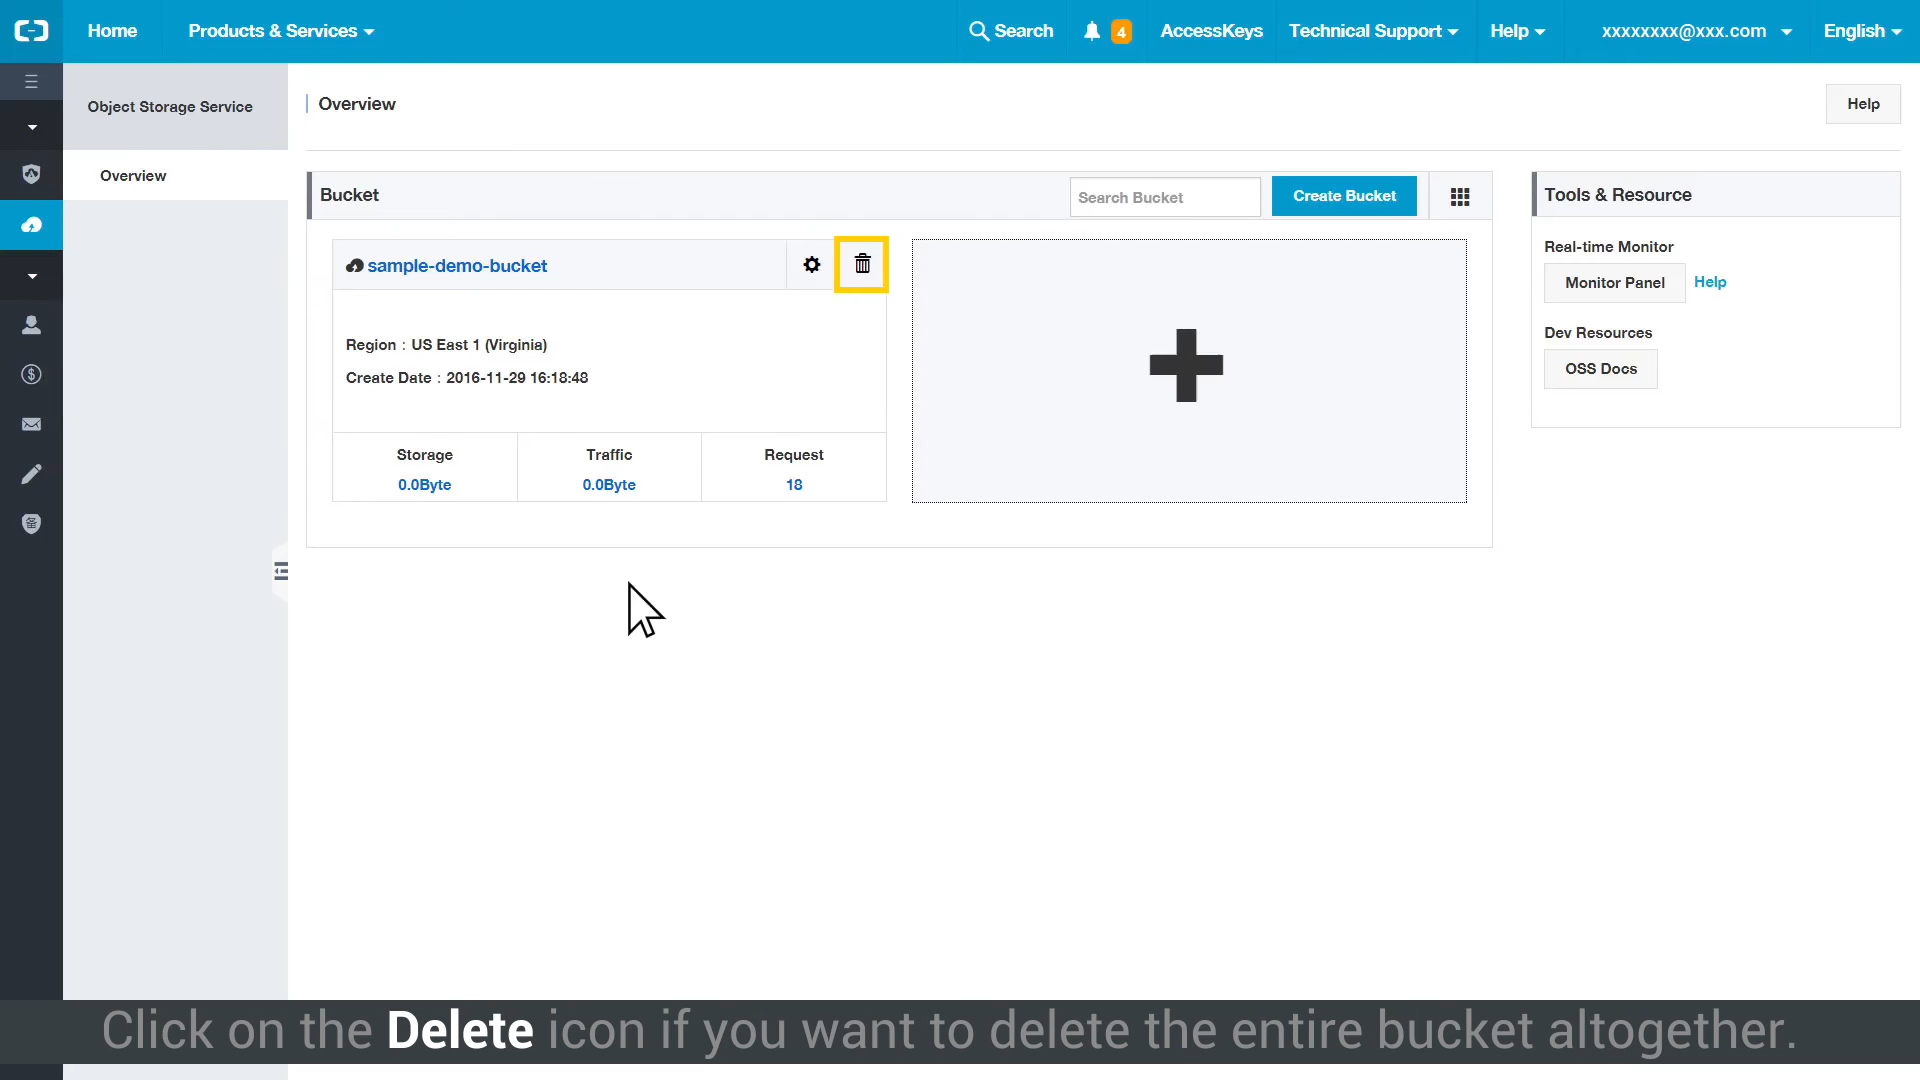 Home
Products & Services
Search
4
AccessKeys
Technical Support
Help
xxxxxxxx@xxx.com
English
Object Storage Service
Overview
Overview
Help
Bucket
Search Bucket
Create Bucket
sample-demo-bucket
Region : US East 1 (Virginia)
Create Date : 2016-11-29 16:18:48
Storage
0.0Byte
Traffic
0.0Byte
Request
18
Tools & Resource
Real-time Monitor
Monitor Panel
Help
Dev Resources
OSS Docs
备
Click on the Delete icon if you want to delete the entire bucket altogether.